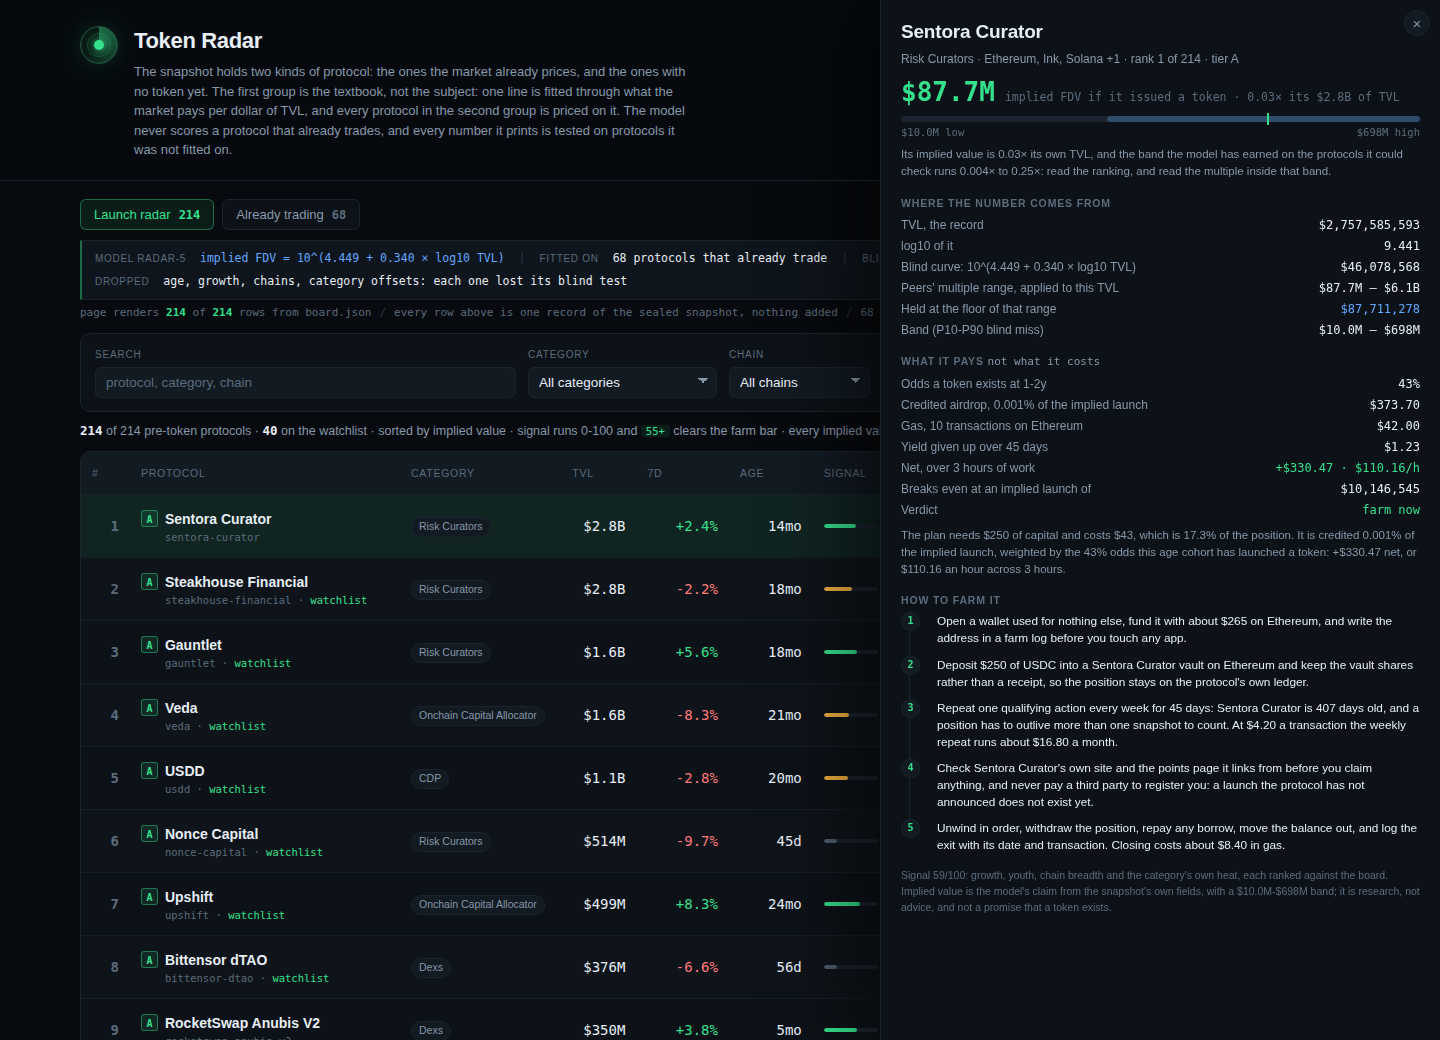 Token Radar
The snapshot holds two kinds of protocol: the ones the market already prices, and the ones with
no token yet. The first group is the textbook, not the subject: one line is fitted through what the
market pays per dollar of TVL, and every protocol in the second group is priced on it. The model
never scores a protocol that already trades, and every number it prints is tested on protocols it
was not fitted on.
Launch radar 214 Already trading 68
MODEL RADAR-5 implied FDV = 10^(4.449 + 0.340 × log10 TVL) | FITTED ON 68 protocols that already trade | BLI
DROPPED age, growth, chains, category offsets: each one lost its blind test
page renders 214 of 214 rows from board.json / every row above is one record of the sealed snapshot, nothing added / 68
SEARCH CATEGORY CHAIN
protocol, category, chain All categories All chains
214 of 214 pre-token protocols · 40 on the watchlist · sorted by implied value · signal runs 0-100 and 55+ clears the farm bar · every implied va
# PROTOCOL CATEGORY TVL 7D AGE SIGNAL
1 A Sentora Curator Risk Curators $2.8B +2.4% 14mo
sentora-curator
2 A Steakhouse Financial Risk Curators $2.8B -2.2% 18mo
steakhouse-financial · watchlist
3 A Gauntlet Risk Curators $1.6B +5.6% 18mo
gauntlet · watchlist
4 A Veda Onchain Capital Allocator $1.6B -8.3% 21mo
veda · watchlist
5 A USDD CDP $1.1B -2.8% 20mo
usdd · watchlist
6 A Nonce Capital Risk Curators $514M -9.7% 45d
nonce-capital · watchlist
7 A Upshift Onchain Capital Allocator $499M +8.3% 24mo
upshift · watchlist
8 A Bittensor dTAO Dexs $376M -6.6% 56d
bittensor-dtao · watchlist
9 A RocketSwap Anubis V2 Dexs $350M +3.8% 5mo
Sentora Curator ×
Risk Curators · Ethereum, Ink, Solana +1 · rank 1 of 214 · tier A
$87.7M implied FDV if it issued a token · 0.03× its $2.8B of TVL
$10.0M low $698M high
Its implied value is 0.03× its own TVL, and the band the model has earned on the protocols it could
check runs 0.004× to 0.25×: read the ranking, and read the multiple inside that band.
WHERE THE NUMBER COMES FROM
TVL, the record $2,757,585,593
log10 of it 9.441
Blind curve: 10^(4.449 + 0.340 × log10 TVL) $46,078,568
Peers' multiple range, applied to this TVL $87.7M — $6.1B
Held at the floor of that range $87,711,278
Band (P10-P90 blind miss) $10.0M — $698M
WHAT IT PAYS not what it costs
Odds a token exists at 1-2y 43%
Credited airdrop, 0.001% of the implied launch $373.70
Gas, 10 transactions on Ethereum $42.00
Yield given up over 45 days $1.23
Net, over 3 hours of work +$330.47 · $110.16/h
Breaks even at an implied launch of $10,146,545
Verdict farm now
The plan needs $250 of capital and costs $43, which is 17.3% of the position. It is credited 0.001% of
the implied launch, weighted by the 43% odds this age cohort has launched a token: +$330.47 net, or
$110.16 an hour across 3 hours.
HOW TO FARM IT
1 Open a wallet used for nothing else, fund it with about $265 on Ethereum, and write the
address in a farm log before you touch any app.
2 Deposit $250 of USDC into a Sentora Curator vault on Ethereum and keep the vault shares
rather than a receipt, so the position stays on the protocol's own ledger.
3 Repeat one qualifying action every week for 45 days: Sentora Curator is 407 days old, and a
position has to outlive more than one snapshot to count. At $4.20 a transaction the weekly
repeat runs about $16.80 a month.
4 Check Sentora Curator's own site and the points page it links from before you claim
anything, and never pay a third party to register you: a launch the protocol has not
announced does not exist yet.
5 Unwind in order, withdraw the position, repay any borrow, move the balance out, and log the
exit with its date and transaction. Closing costs about $8.40 in gas.
Signal 59/100: growth, youth, chain breadth and the category's own heat, each ranked against the board.
Implied value is the model's claim from the snapshot's own fields, with a $10.0M-$698M band; it is research, not
advice, and not a promise that a token exists.